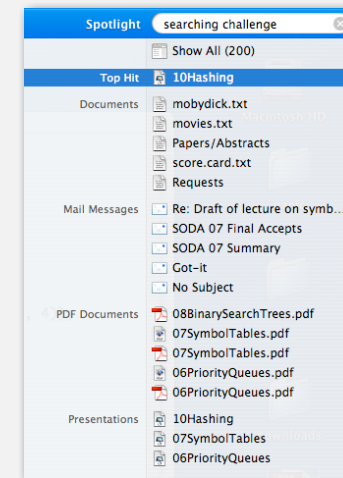 Spotlight searching challenge
Show All (200)
Top Hit 10Hashing
Documents mobydick.txt
movies.txt
Papers/Abstracts
score.card.txt
Requests
Mail Messages Re: Draft of lecture on symb...
SODA 07 Final Accepts
SODA 07 Summary
Got-it
No Subject
PDF Documents 08BinarySearchTrees.pdf
07SymbolTables.pdf
07SymbolTables.pdf
06PriorityQueues.pdf
06PriorityQueues.pdf
Presentations 10Hashing
07SymbolTables
06PriorityQueues